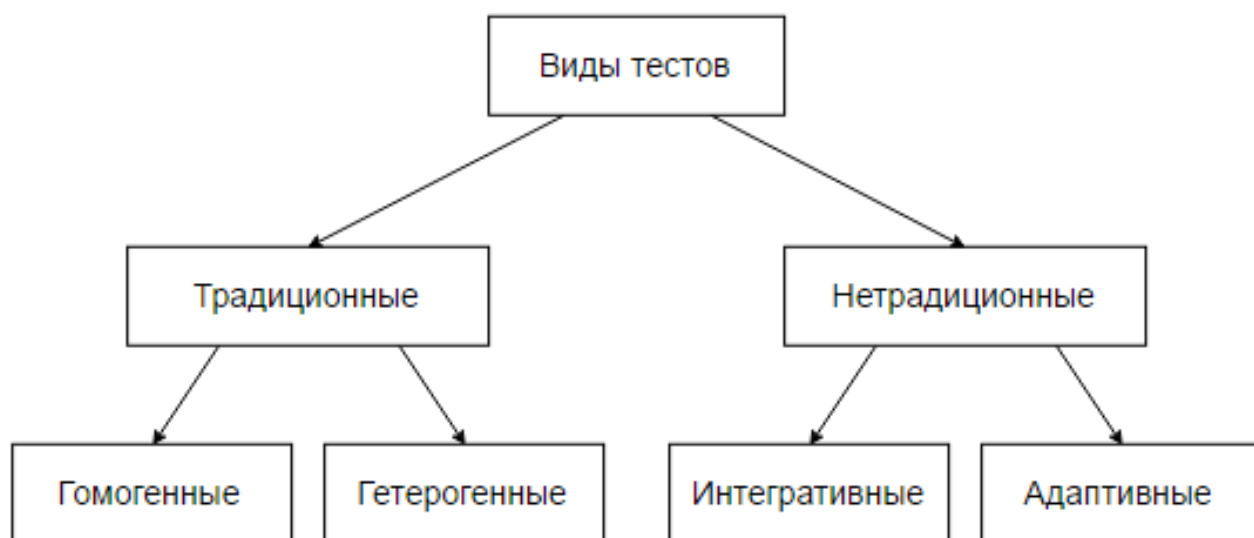 Виды тестов
Традиционные
Нетрадиционные
Гомогенные
Гетерогенные
Интегративные
Адаптивные